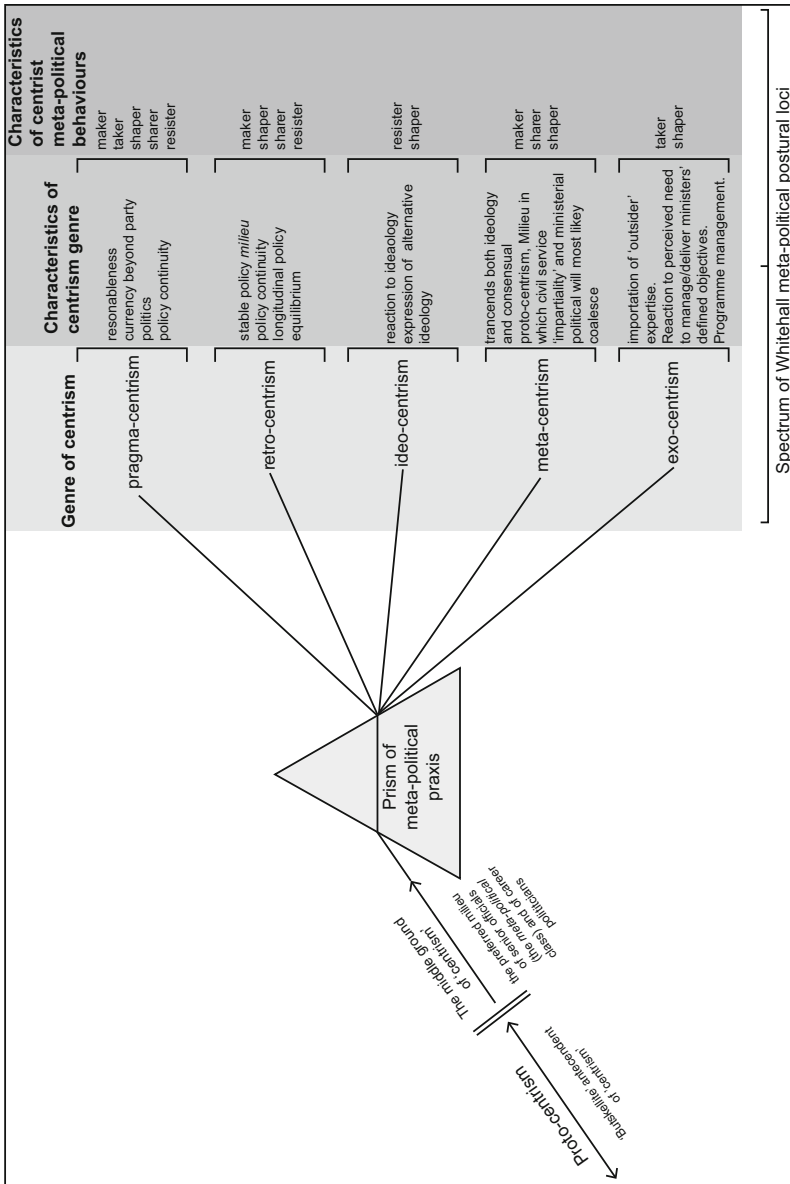 Proto-centrism
'Butskellite' antecedent
of 'centrism'
The middle ground
of 'centrism'
the preferred milieu
of senior officials
(the meta-political
class) and of career
polititicians
Prism of
meta-political
praxis
Genre of centrism
pragma-centrism
retro-centrism
ideo-centrism
meta-centrism
exo-centrism
Characteristics of
centrism genre
resonableness
currency beyond party
politics
policy continuity
stable policy milieu
policy continuity
longitudinal policy
equilibrium
reaction to ideaology
expression of alternative
ideology
trancends both ideology
and consensual
proto-centrism, Milieu in
which civil service
'impartiality' and ministerial
political will most likey
coalesce
importation of 'outsider'
expertise.
Reaction to perceived need
to manage/deliver ministers'
defined objectives.
Programme management.
Characteristics
of centrist
meta-political
behaviours
maker
taker
shaper
sharer
resister
maker
shaper
sharer
resister
resister
shaper
maker
sharer
shaper
taker
shaper
Spectrum of Whitehall meta-political postural loci